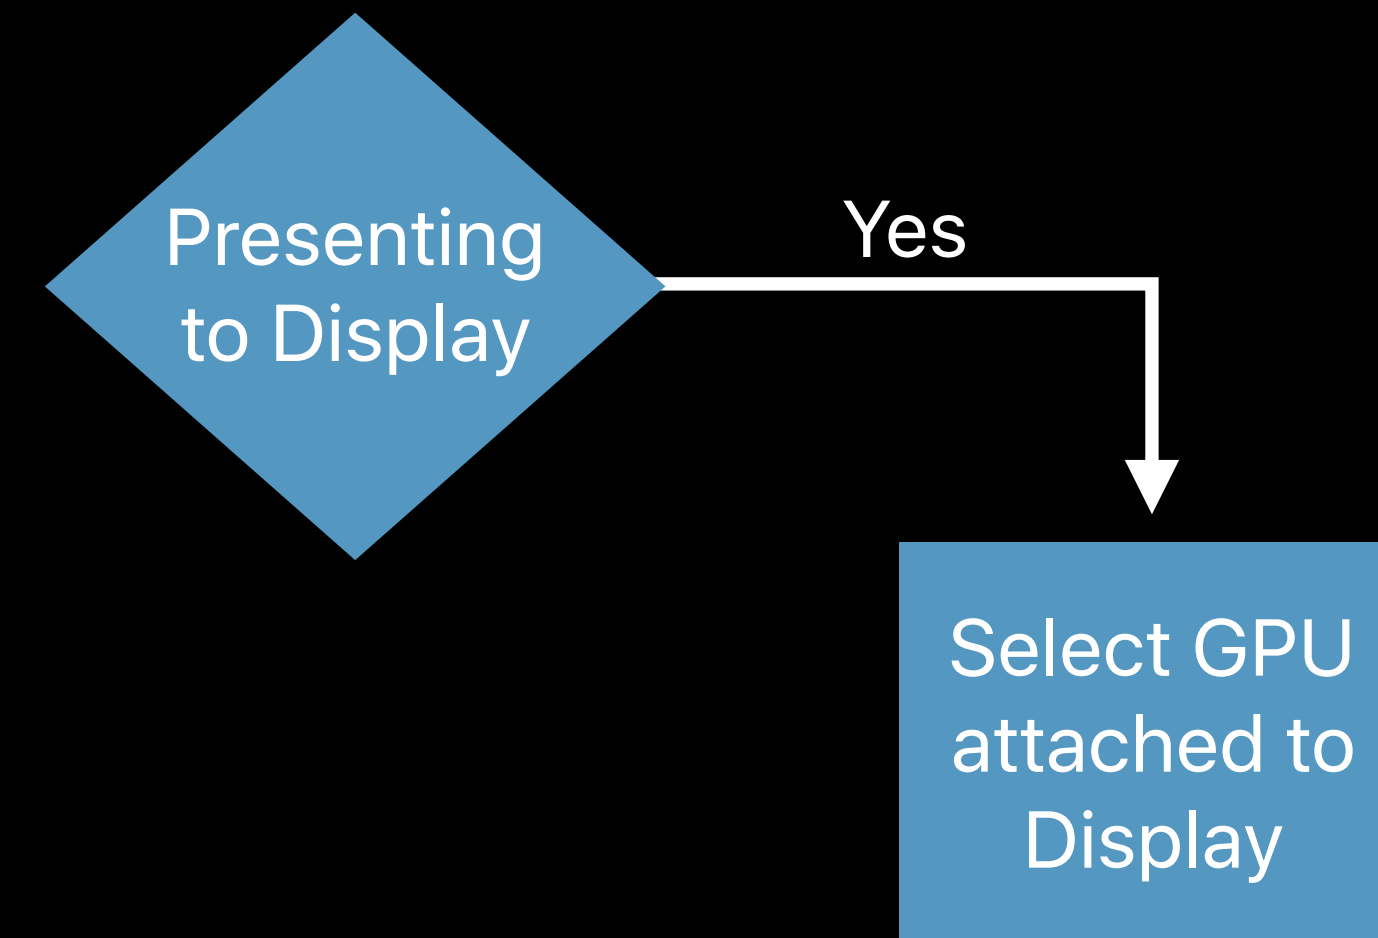 Presenting
to Display
Yes
Select GPU
attached to
Display